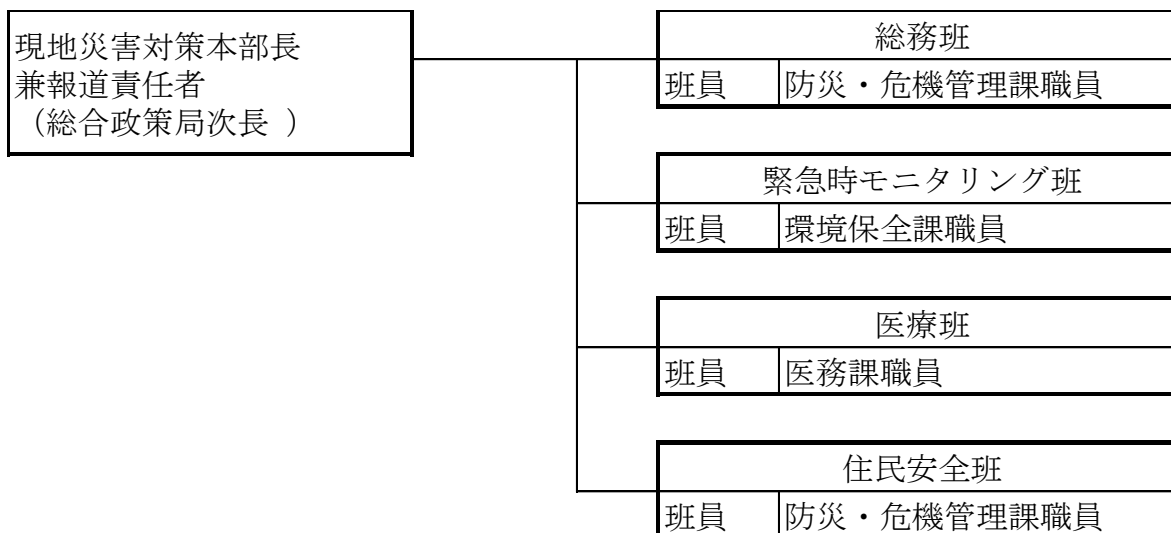 現地災害対策本部長
兼報道責任者
（総合政策局次長 ）
総務班
班員 防災・危機管理課職員
緊急時モニタリング班
班員 環境保全課職員
医療班
班員 医務課職員
住民安全班
班員 防災・危機管理課職員